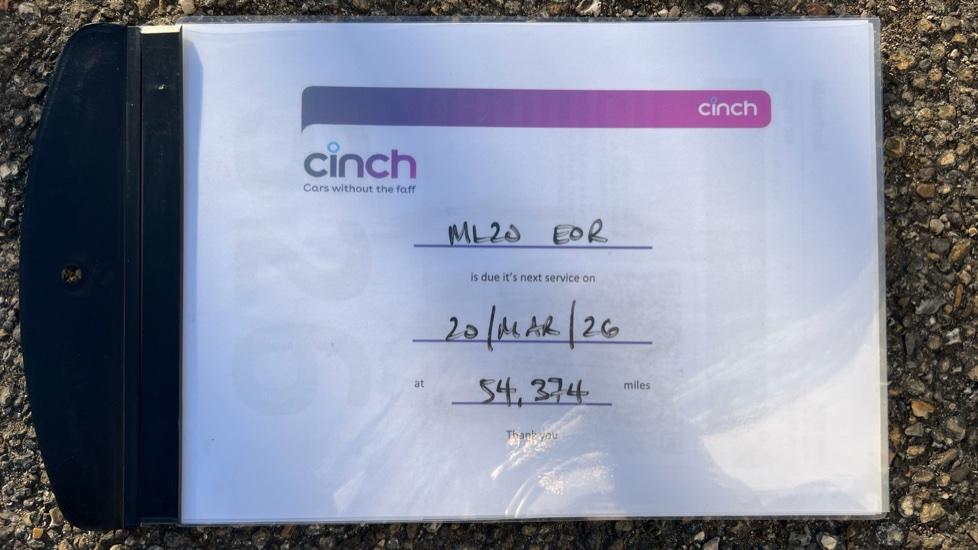 cinch
cinch
Cars without the faff
ML20 EOR
is due it's next service on
20/MAR/26
at 54,374 miles
Thank you